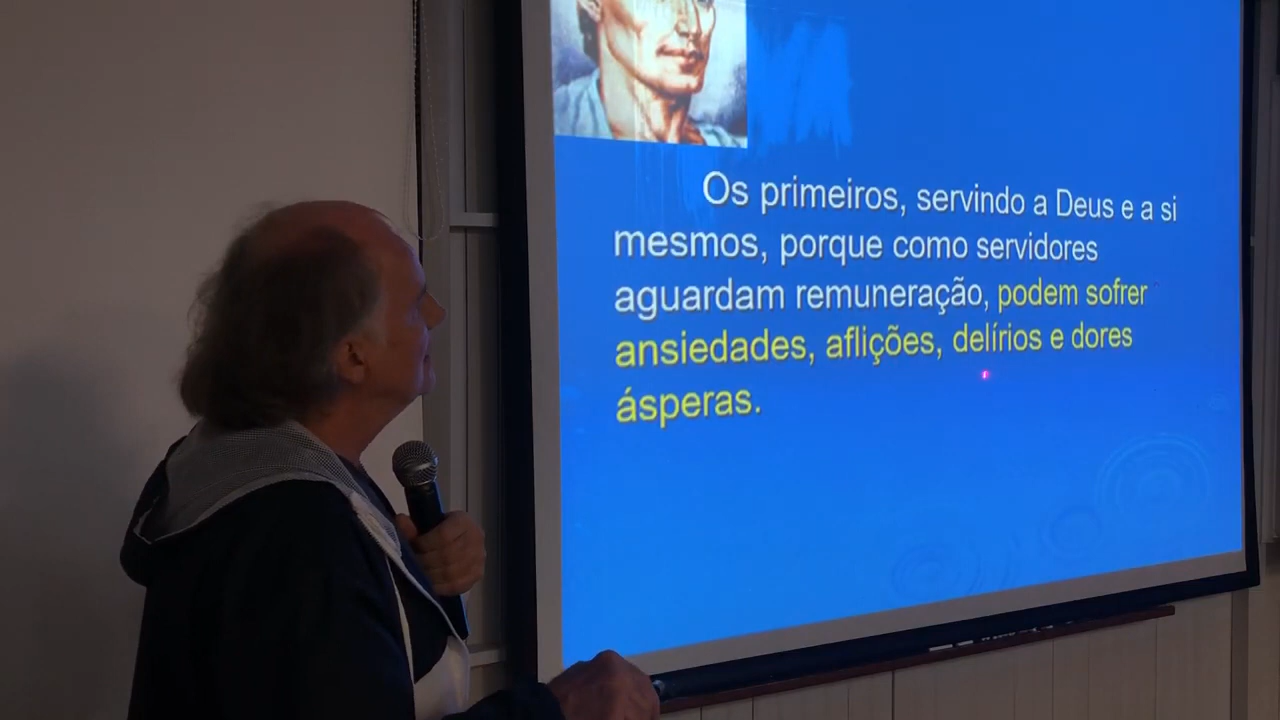 Os primeiros, servindo a Deus e a si
mesmos, porque como servidores
aguardam remuneração, podem sofrer
ansiedades, aflições, delírios e dores
ásperas.